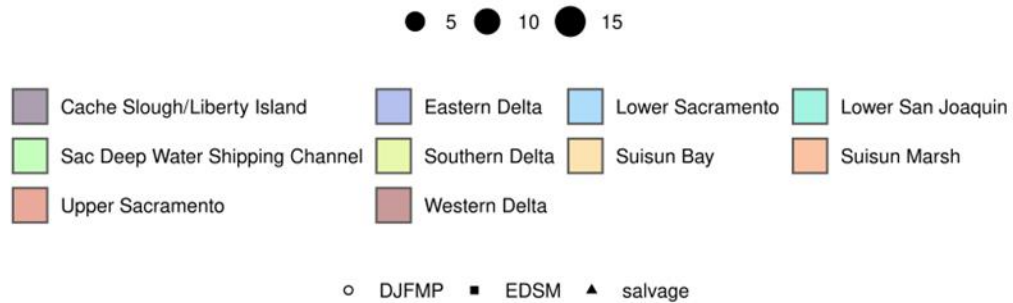 5 10 15
Cache Slough/Liberty Island Eastern Delta Lower Sacramento Lower San Joaquin
Sac Deep Water Shipping Channel Southern Delta Suisun Bay Suisun Marsh
Upper Sacramento Western Delta
DJFMP EDSM salvage